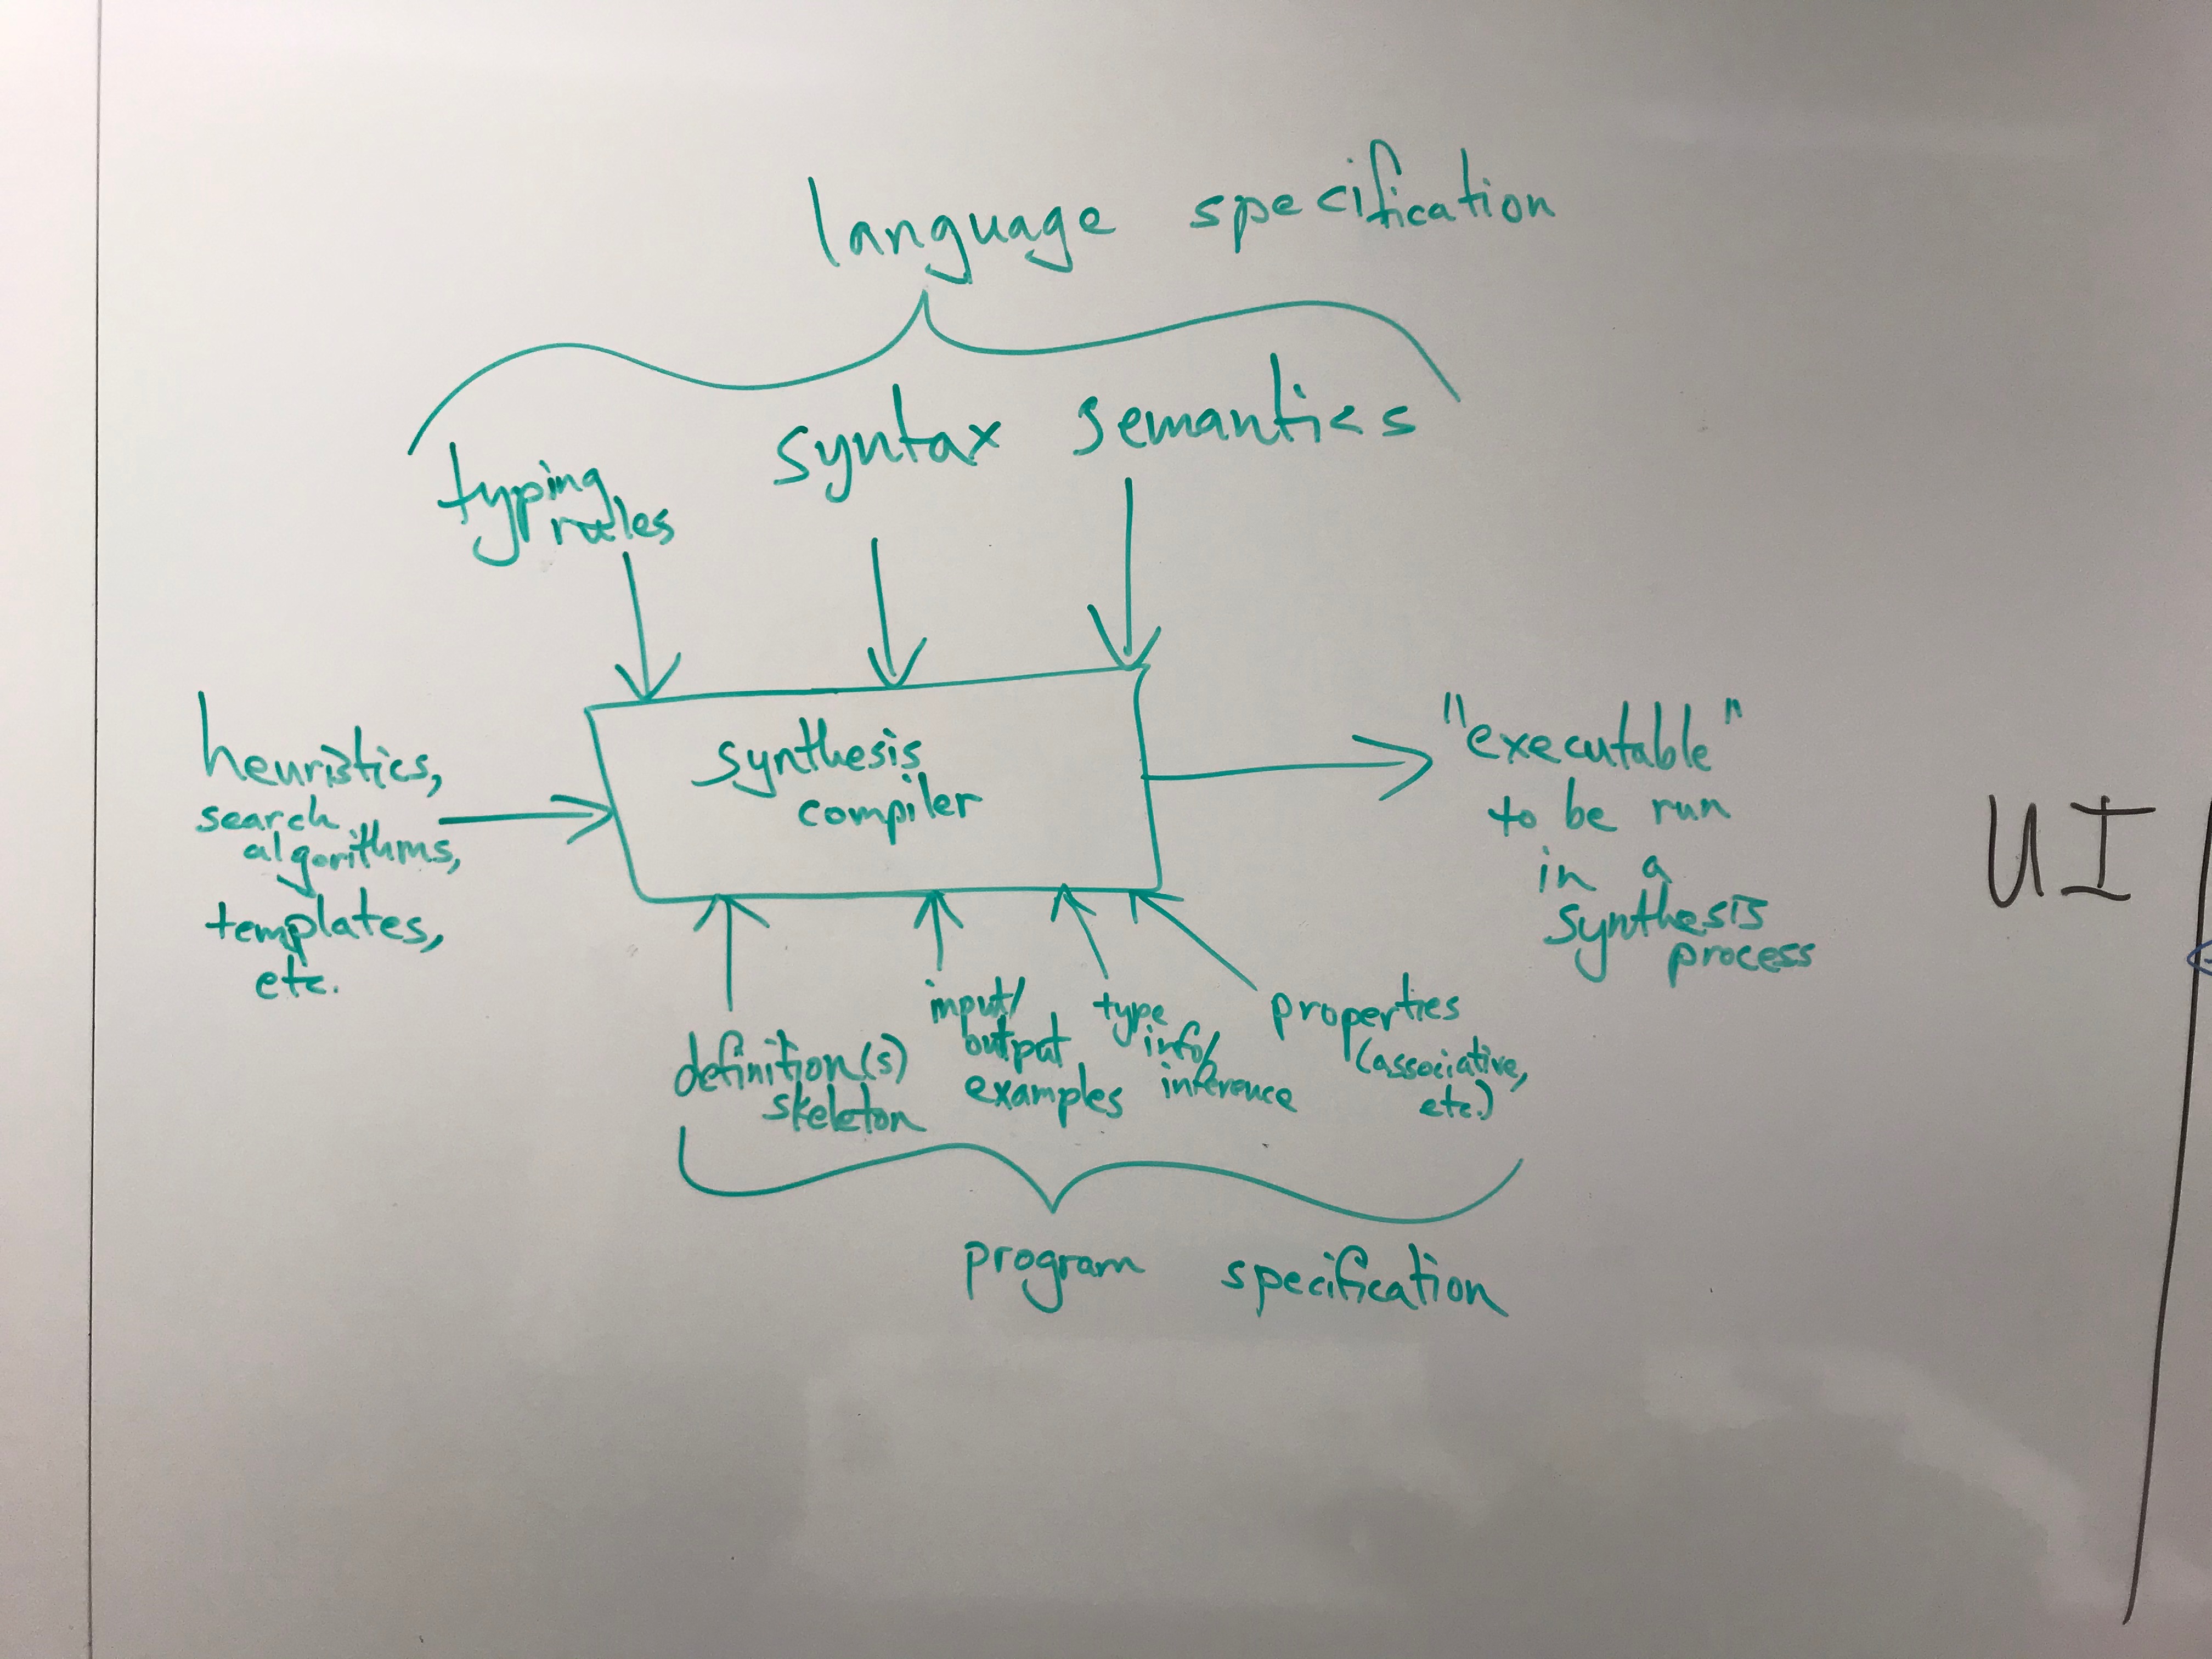 language specification
typing
rules
syntax
semantics
heuristics,
search
algorithms,
templates,
etc.
synthesis
compiler
"executable"
to be run
in a
synthesis
process
UI
definition(s)
skeleton
input/
output
examples
type
info/
inference
properties
(associative,
etc.)
program specification